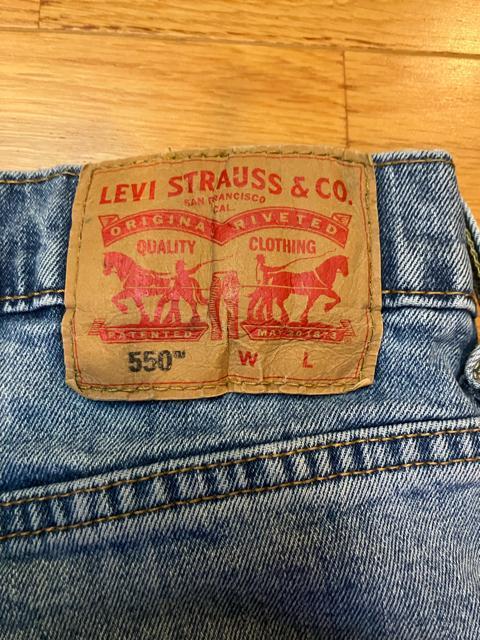 LEVI STRAUSS & CO.
SAN FRANCISCO
CAL.
ORIGINAL RIVETED
QUALITY CLOTHING
PATENTED MAY 20 1873
550™ W L